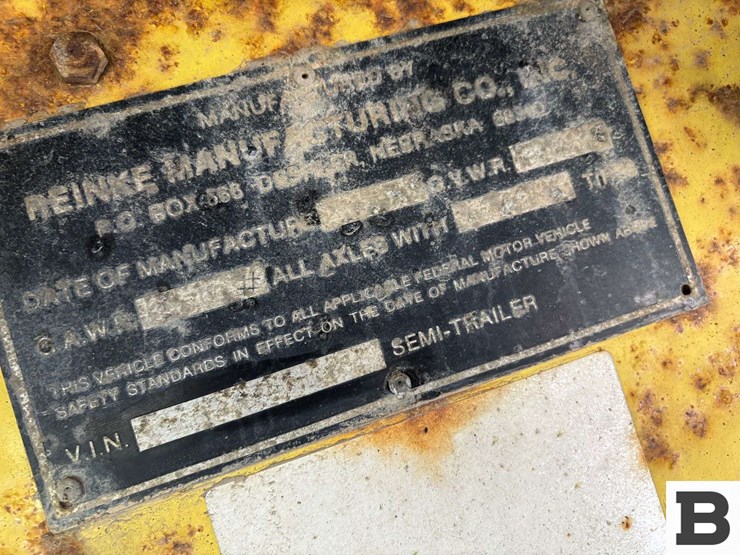 MANUFACTURED BY
REINKE MANUFACTURING CO., INC.
P.O. BOX 566 DESHLER, NEBRASKA
DATE OF MANUFACTURE G.V.W.R.
G.A.W.R. ALL AXLES WITH TIRES
THIS VEHICLE CONFORMS TO ALL APPLICABLE FEDERAL MOTOR VEHICLE
SAFETY STANDARDS IN EFFECT ON THE DATE OF MANUFACTURE SHOWN ABOVE
V.I.N. SEMI-TRAILER
B